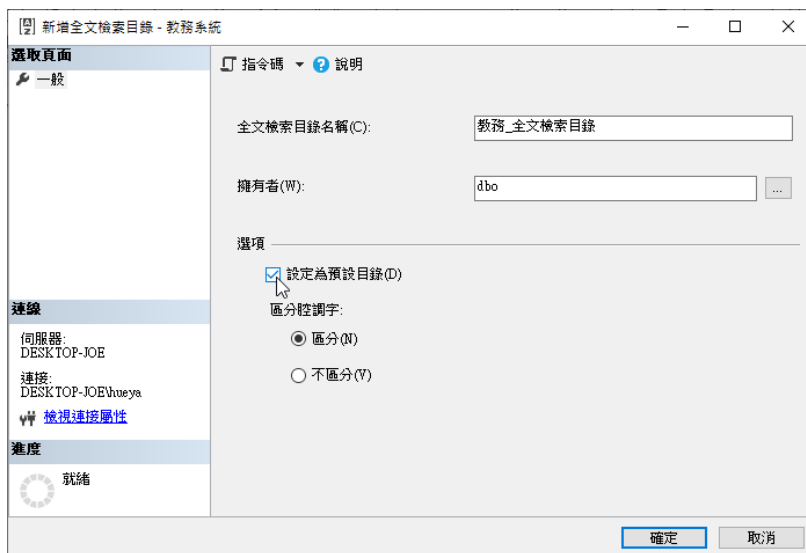 新增全文檢索目錄 - 教務系統
選取頁面
一般
指令碼 說明
全文檢索目錄名稱(C): 教務_全文檢索目錄
擁有者(W): dbo ...
選項
設定為預設目錄(D)
區分腔調字:
區分(N)
不區分(V)
連線
伺服器:
DESKTOP-JOE
連接:
DESKTOP-JOE\hueya
檢視連接屬性
進度
就緒
確定 取消